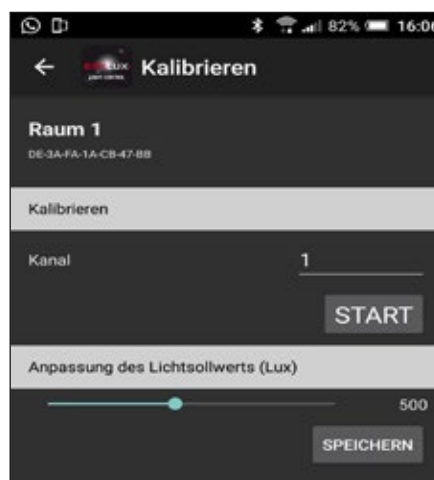 82% 16:06
Kalibrieren
Raum 1
DE-3A-FA-1A-CB-47-BB
Kalibrieren
Kanal 1
START
Anpassung des Lichtsollwerts (Lux)
500
SPEICHERN